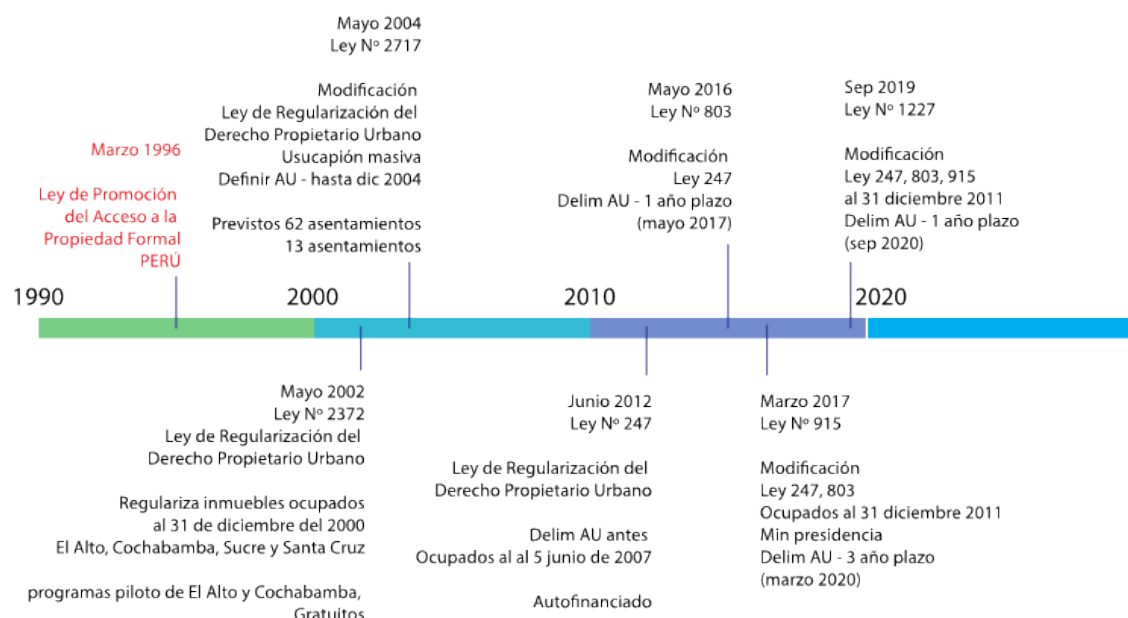 Mayo 2004
Ley Nº 2717
Modificación
Ley de Regularización del
Derecho Propietario Urbano
Usucapión masiva
Definir AU - hasta dic 2004
Previstos 62 asentamientos
13 asentamientos
Marzo 1996
Ley de Promoción
del Acceso a la
Propiedad Formal
PERÚ
Mayo 2016
Ley Nº 803
Modificación
Ley 247
Delim AU - 1 año plazo
(mayo 2017)
Sep 2019
Ley Nº 1227
Modificación
Ley 247, 803, 915
al 31 diciembre 2011
Delim AU - 1 año plazo
(sep 2020)
1990
2000
2010
2020
Mayo 2002
Ley Nº 2372
Ley de Regularización del
Derecho Propietario Urbano
Regulariza inmuebles ocupados
al 31 de diciembre del 2000
El Alto, Cochabamba, Sucre y Santa Cruz
programas piloto de El Alto y Cochabamba,
Gratuitos
Junio 2012
Ley Nº 247
Ley de Regularización del
Derecho Propietario Urbano
Delim AU antes
Ocupados al al 5 junio de 2007
Autofinanciado
Marzo 2017
Ley Nº 915
Modificación
Ley 247, 803
Ocupados al 31 diciembre 2011
Min presidencia
Delim AU - 3 año plazo
(marzo 2020)